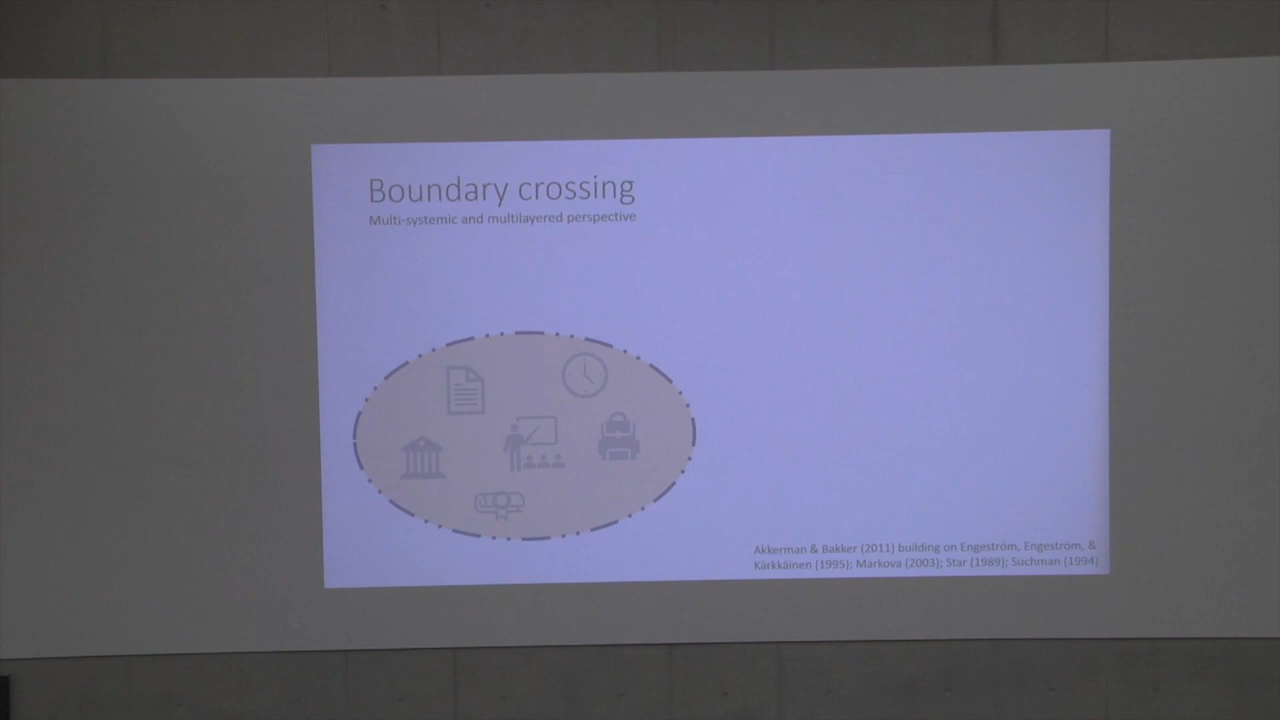 Boundary crossing
Multi-systemic and multilayered perspective
Akkerman & Bakker (2011) building on Engeström, Engeström, &
Kärkkäinen (1995); Markova (2003); Star (1989); Suchman (1994)